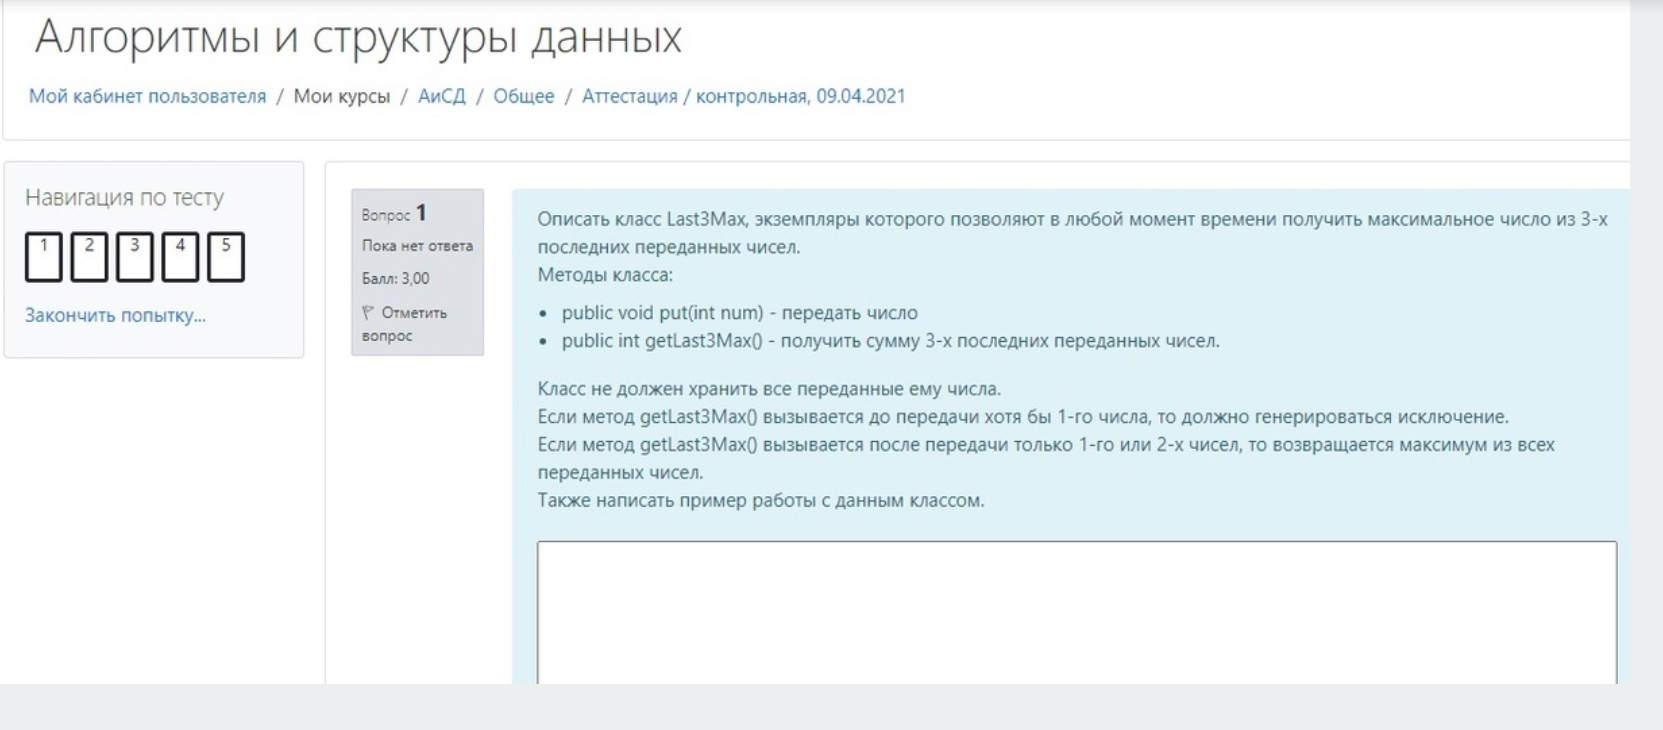 Алгоритмы и структуры данных
Мой кабинет пользователя / Мои курсы / АиСД / Общее / Аттестация / контрольная, 09.04.2021
Навигация по тесту
1 2 3 4 5
Закончить попытку...
Вопрос 1
Пока нет ответа
Балл: 3,00
Отметить
вопрос
Описать класс Last3Max, экземпляры которого позволяют в любой момент времени получить максимальное число из 3-х
последних переданных чисел.
Методы класса:
• public void put(int num) - передать число
• public int getLast3Max() - получить сумму 3-х последних переданных чисел.
Класс не должен хранить все переданные ему числа.
Если метод getLast3Max() вызывается до передачи хотя бы 1-го числа, то должно генерироваться исключение.
Если метод getLast3Max() вызывается после передачи только 1-го или 2-х чисел, то возвращается максимум из всех
переданных чисел.
Также написать пример работы с данным классом.